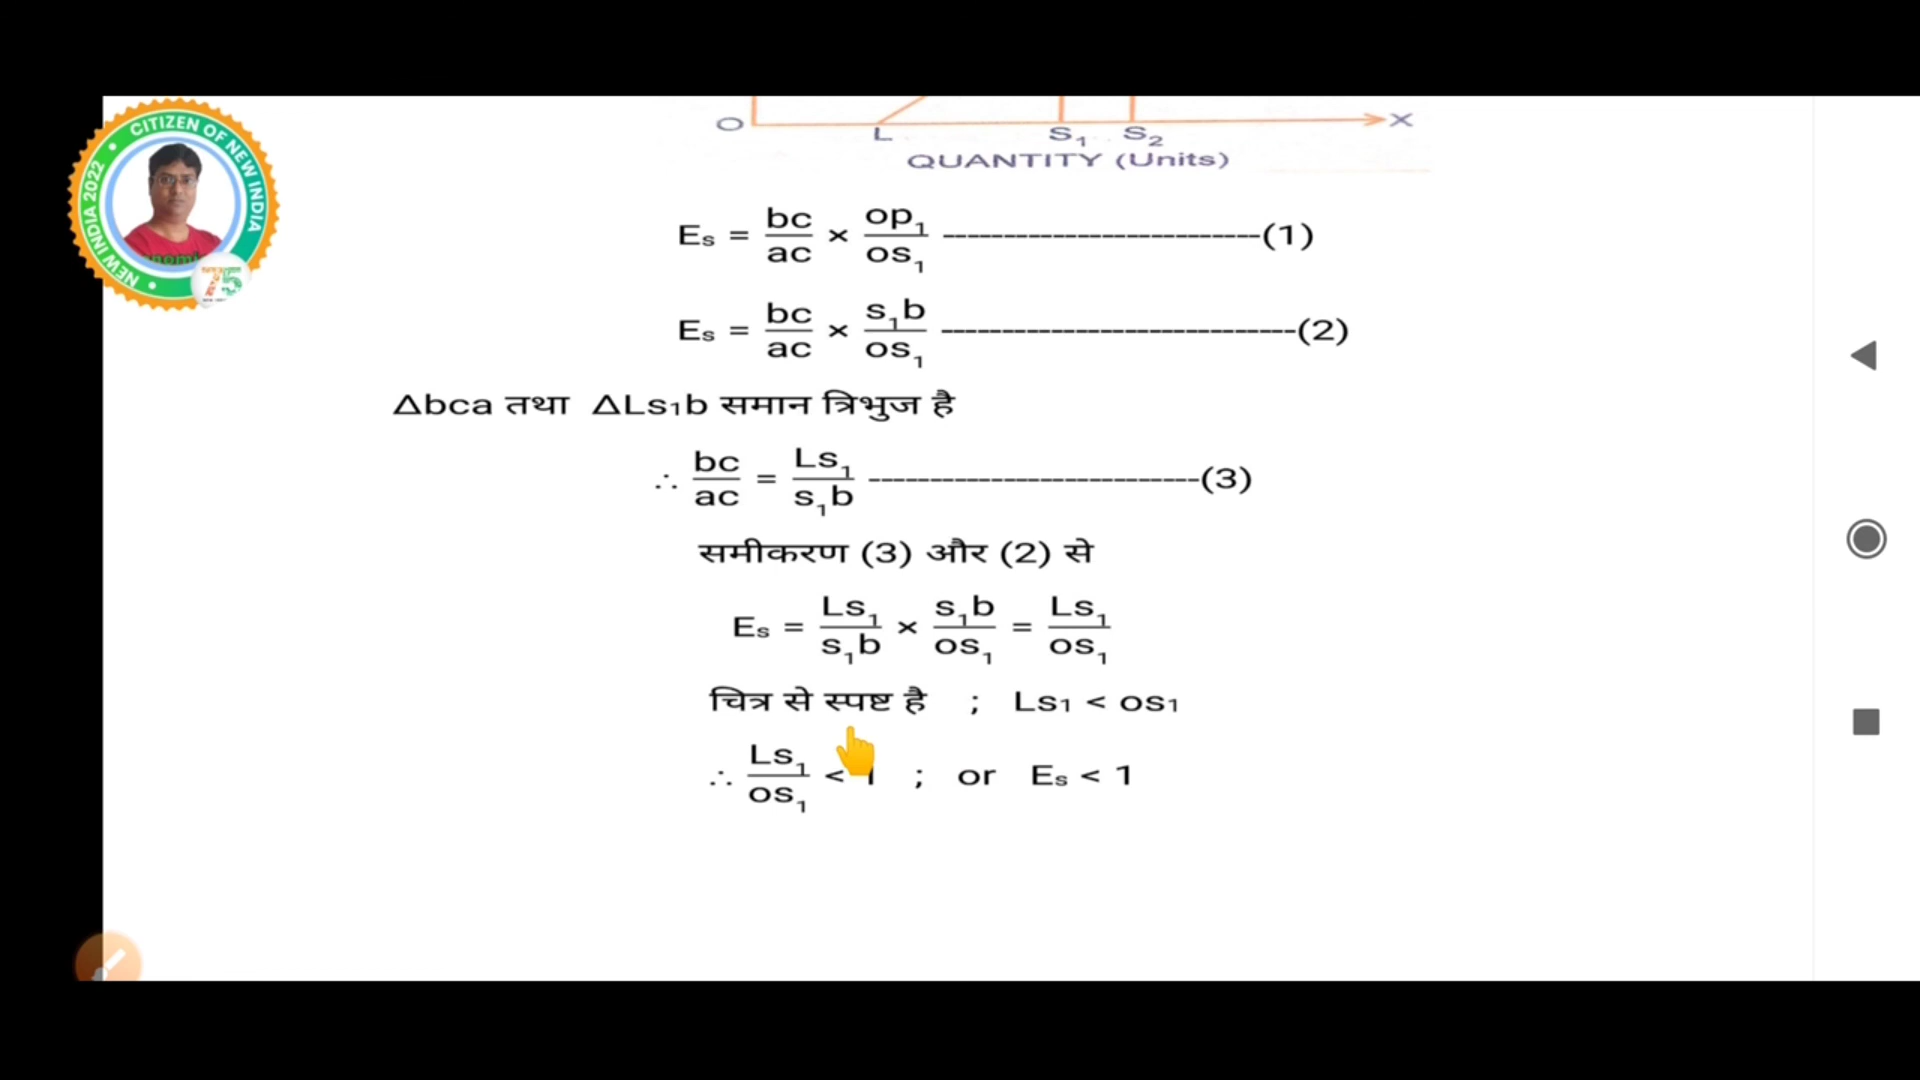 CITIZEN OF NEW INDIA
NEW INDIA 2022
NEW
75
O L S₁ S₂ X
QUANTITY (Units)
Eₛ = bc/ac × op₁/os₁ --------------------------(1)
Eₛ = bc/ac × s₁b/os₁ -----------------------------(2)
Δbca तथा ΔLs₁b समान त्रिभुज है
∴ bc/ac = Ls₁/s₁b ---------------------------(3)
समीकरण (3) और (2) से
Eₛ = Ls₁/s₁b × s₁b/os₁ = Ls₁/os₁
चित्र से स्पष्ट है ; Ls₁ < os₁
∴ Ls₁/os₁ < 1 ; or Eₛ < 1